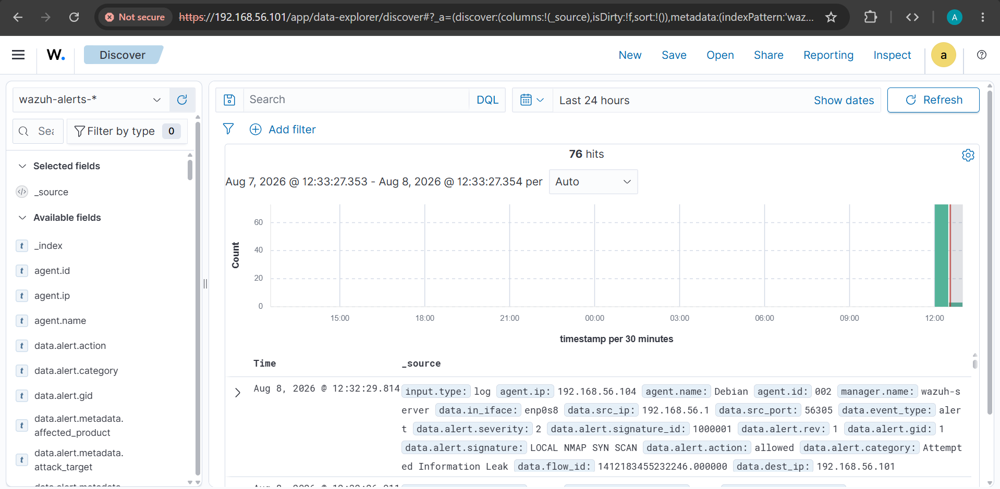 Not secure https://192.168.56.101/app/data-explorer/discover#?_a=(discover:(columns:!(_source),isDirty:!f,sort:!()),metadata:(indexPattern:'waz... A
W. Discover New Save Open Share Reporting Inspect a
wazuh-alerts-* Search DQL Last 24 hours Show dates Refresh
Filter by type 0
Add filter
Selected fields
_source
Available fields
_index
agent.id
agent.ip
agent.name
data.alert.action
data.alert.category
data.alert.gid
data.alert.metadata.
affected_product
data.alert.metadata.
attack_target
76 hits
Aug 7, 2026 @ 12:33:27.353 - Aug 8, 2026 @ 12:33:27.354 per Auto
Count
60
40
20
0
15:00 18:00 21:00 00:00 03:00 06:00 09:00 12:00
timestamp per 30 minutes
Time _source
Aug 8, 2026 @ 12:32:29.814 input.type: log agent.ip: 192.168.56.104 agent.name: Debian agent.id: 002 manager.name: wazuh-s
erver data.in_iface: enp0s8 data.src_ip: 192.168.56.1 data.src_port: 56305 data.event_type: aler
t data.alert.severity: 2 data.alert.signature_id: 1000001 data.alert.rev: 1 data.alert.gid: 1
data.alert.signature: LOCAL NMAP SYN SCAN data.alert.action: allowed data.alert.category: Attempt
ed Information Leak data.flow_id: 1412183455232246.000000 data.dest_ip: 192.168.56.101